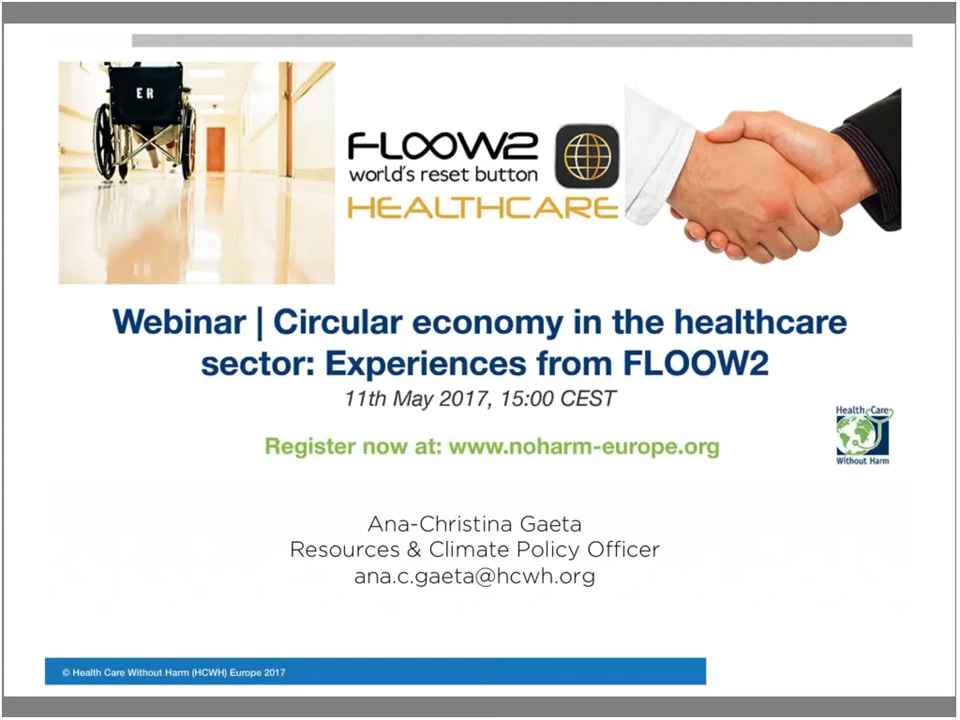 ER
FLOOW2
world's reset button
HEALTHCARE
Webinar | Circular economy in the healthcare
sector: Experiences from FLOOW2
11th May 2017, 15:00 CEST
Register now at: www.noharm-europe.org
Health Care
Without Harm
Ana-Christina Gaeta
Resources & Climate Policy Officer
ana.c.gaeta@hcwh.org
© Health Care Without Harm (HCWH) Europe 2017